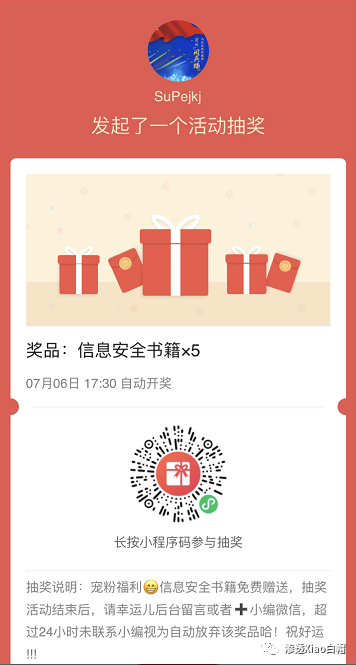 SuPejkj
发起了一个活动抽奖
奖品：信息安全书籍×5
07月06日 17:30 自动开奖
长按小程序码参与抽奖
抽奖说明：宠粉福利😁信息安全书籍免费赠送，抽奖
活动结束后，请幸运儿后台留言或者➕小编微信，超
过24小时未联系小编视为自动放弃该奖品哈！祝好运
!!!
渗透Xiao白帽